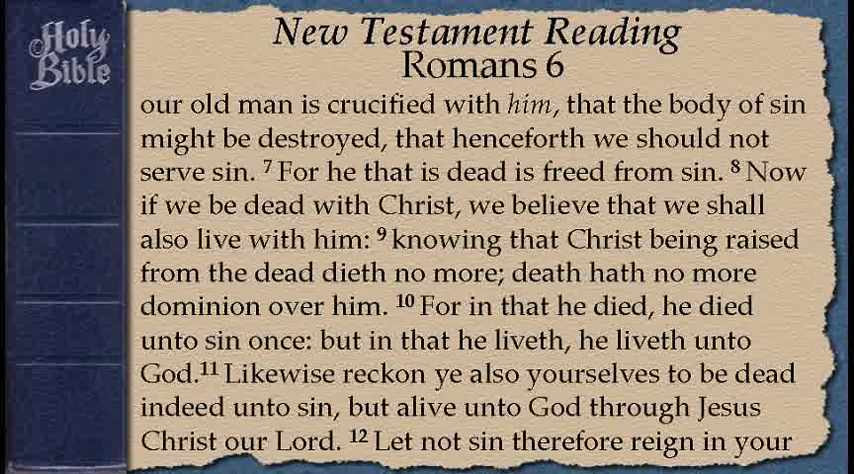 Holy
Bible
New Testament Reading
Romans 6
our old man is crucified with him, that the body of sin
might be destroyed, that henceforth we should not
serve sin. 7 For he that is dead is freed from sin. 8 Now
if we be dead with Christ, we believe that we shall
also live with him: 9 knowing that Christ being raised
from the dead dieth no more; death hath no more
dominion over him. 10 For in that he died, he died
unto sin once: but in that he liveth, he liveth unto
God.11 Likewise reckon ye also yourselves to be dead
indeed unto sin, but alive unto God through Jesus
Christ our Lord. 12 Let not sin therefore reign in your